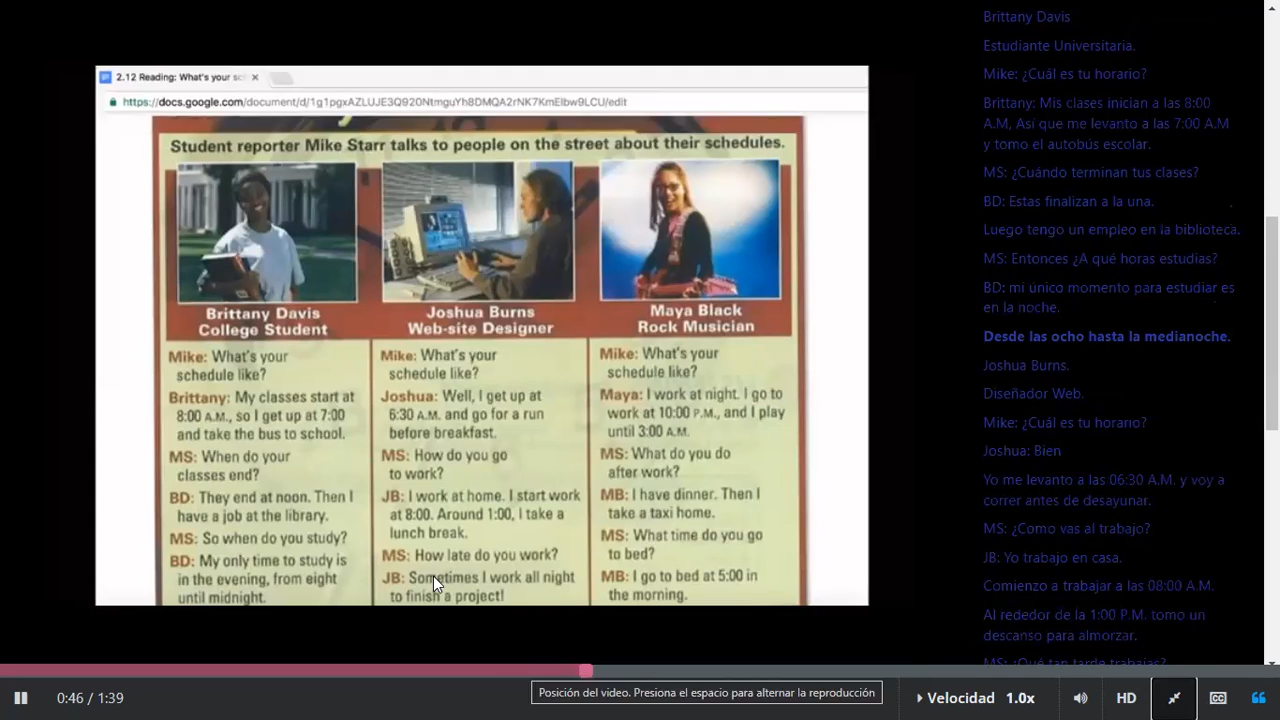 2.12 Reading: What's your sc
https://docs.google.com/document/d/1g1pgxAZLUJE3Q920NtmguYh8DMQA2rNK7KmElbw9LCU/edit
Student reporter Mike Starr talks to people on the street about their schedules.
Brittany Davis
College Student
Mike: What's your
schedule like?
Brittany: My classes start at
8:00 A.M., so I get up at 7:00
and take the bus to school.
MS: When do your
classes end?
BD: They end at noon. Then I
have a job at the library.
MS: So when do you study?
BD: My only time to study is
in the evening, from eight
until midnight.
Joshua Burns
Web-site Designer
Mike: What's your
schedule like?
Joshua: Well, I get up at
6:30 A.M. and go for a run
before breakfast.
MS: How do you go
to work?
JB: I work at home. I start work
at 8:00. Around 1:00, I take a
lunch break.
MS: How late do you work?
JB: Sometimes I work all night
to finish a project!
Maya Black
Rock Musician
Mike: What's your
schedule like?
Maya: I work at night. I go to
work at 10:00 P.M., and I play
until 3:00 A.M.
MS: What do you do
after work?
MB: I have dinner. Then I
take a taxi home.
MS: What time do you go
to bed?
MB: I go to bed at 5:00 in
the morning.
Brittany Davis
Estudiante Universitaria.
Mike: ¿Cuál es tu horario?
Brittany: Mis clases inician a las 8:00
A.M, Así que me levanto a las 7:00 A.M
y tomo el autobús escolar.
MS: ¿Cuándo terminan tus clases?
BD: Estas finalizan a la una.
Luego tengo un empleo en la biblioteca.
MS: Entonces ¿A qué horas estudias?
BD: mi único momento para estudiar es
en la noche.
Desde las ocho hasta la medianoche.
Joshua Burns.
Diseñador Web.
Mike: ¿Cuál es tu horario?
Joshua: Bien
Yo me levanto a las 06:30 A.M. y voy a
correr antes de desayunar.
MS: ¿Como vas al trabajo?
JB: Yo trabajo en casa.
Comienzo a trabajar a las 08:00 A.M.
Al rededor de la 1:00 P.M. tomo un
descanso para almorzar.
MS: ¿Qué tan tarde trabajas?
0:46 / 1:39
Posición del video. Presiona el espacio para alternar la reproducción
Velocidad 1.0x
HD
CC